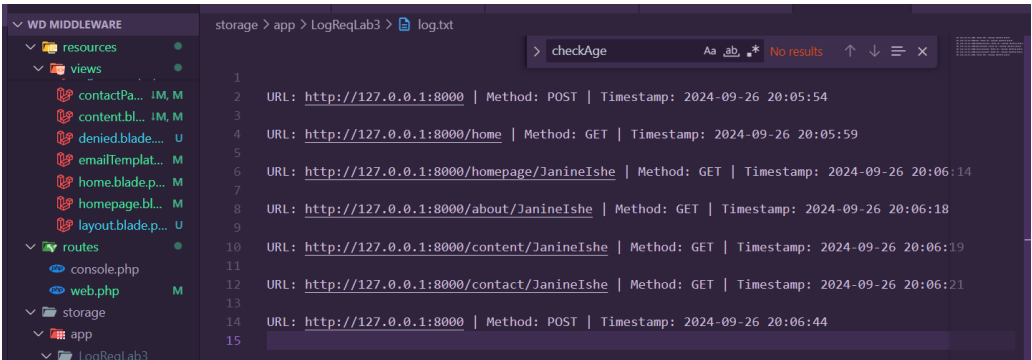 WD MIDDLEWARE
resources
views
contactPa... ↓M, M
content.bl... ↓M, M
denied.blade.... U
emailTemplat... M
home.blade.p... M
homepage.bl... M
layout.blade.p... U
routes
console.php
web.php M
storage
app
LogReqLab3
storage > app > LogReqLab3 > log.txt
checkAge Aa ab .* No results
1
2 URL: http://127.0.0.1:8000 | Method: POST | Timestamp: 2024-09-26 20:05:54
3
4 URL: http://127.0.0.1:8000/home | Method: GET | Timestamp: 2024-09-26 20:05:59
5
6 URL: http://127.0.0.1:8000/homepage/JanineIshe | Method: GET | Timestamp: 2024-09-26 20:06:14
7
8 URL: http://127.0.0.1:8000/about/JanineIshe | Method: GET | Timestamp: 2024-09-26 20:06:18
9
10 URL: http://127.0.0.1:8000/content/JanineIshe | Method: GET | Timestamp: 2024-09-26 20:06:19
11
12 URL: http://127.0.0.1:8000/contact/JanineIshe | Method: GET | Timestamp: 2024-09-26 20:06:21
13
14 URL: http://127.0.0.1:8000 | Method: POST | Timestamp: 2024-09-26 20:06:44
15